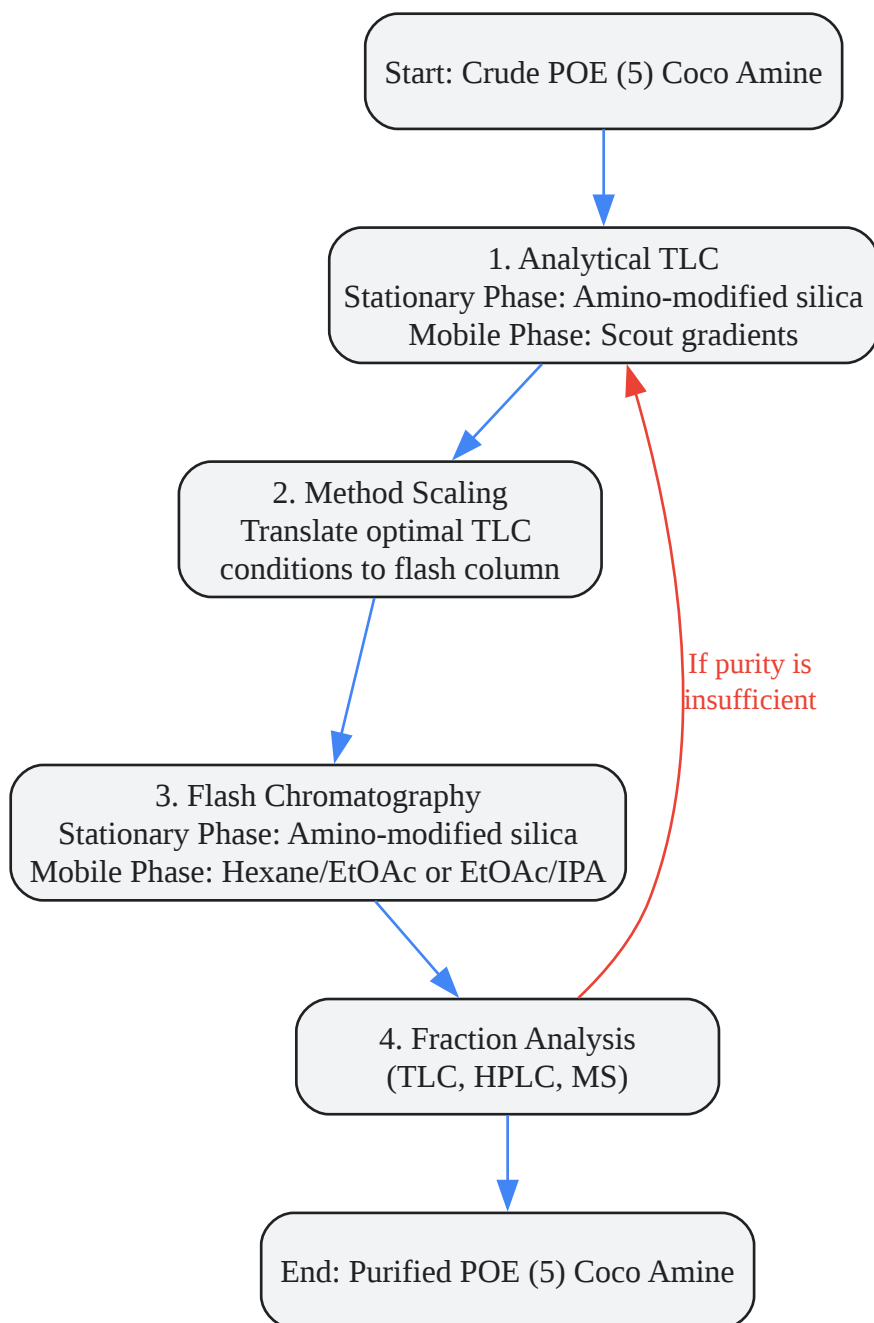 Start: Crude POE (5) Coco Amine
1. Analytical TLC
Stationary Phase: Amino-modified silica
Mobile Phase: Scout gradients
2. Method Scaling
Translate optimal TLC
conditions to flash column
If purity is
insufficient
3. Flash Chromatography
Stationary Phase: Amino-modified silica
Mobile Phase: Hexane/EtOAc or EtOAc/IPA
4. Fraction Analysis
(TLC, HPLC, MS)
End: Purified POE (5) Coco Amine